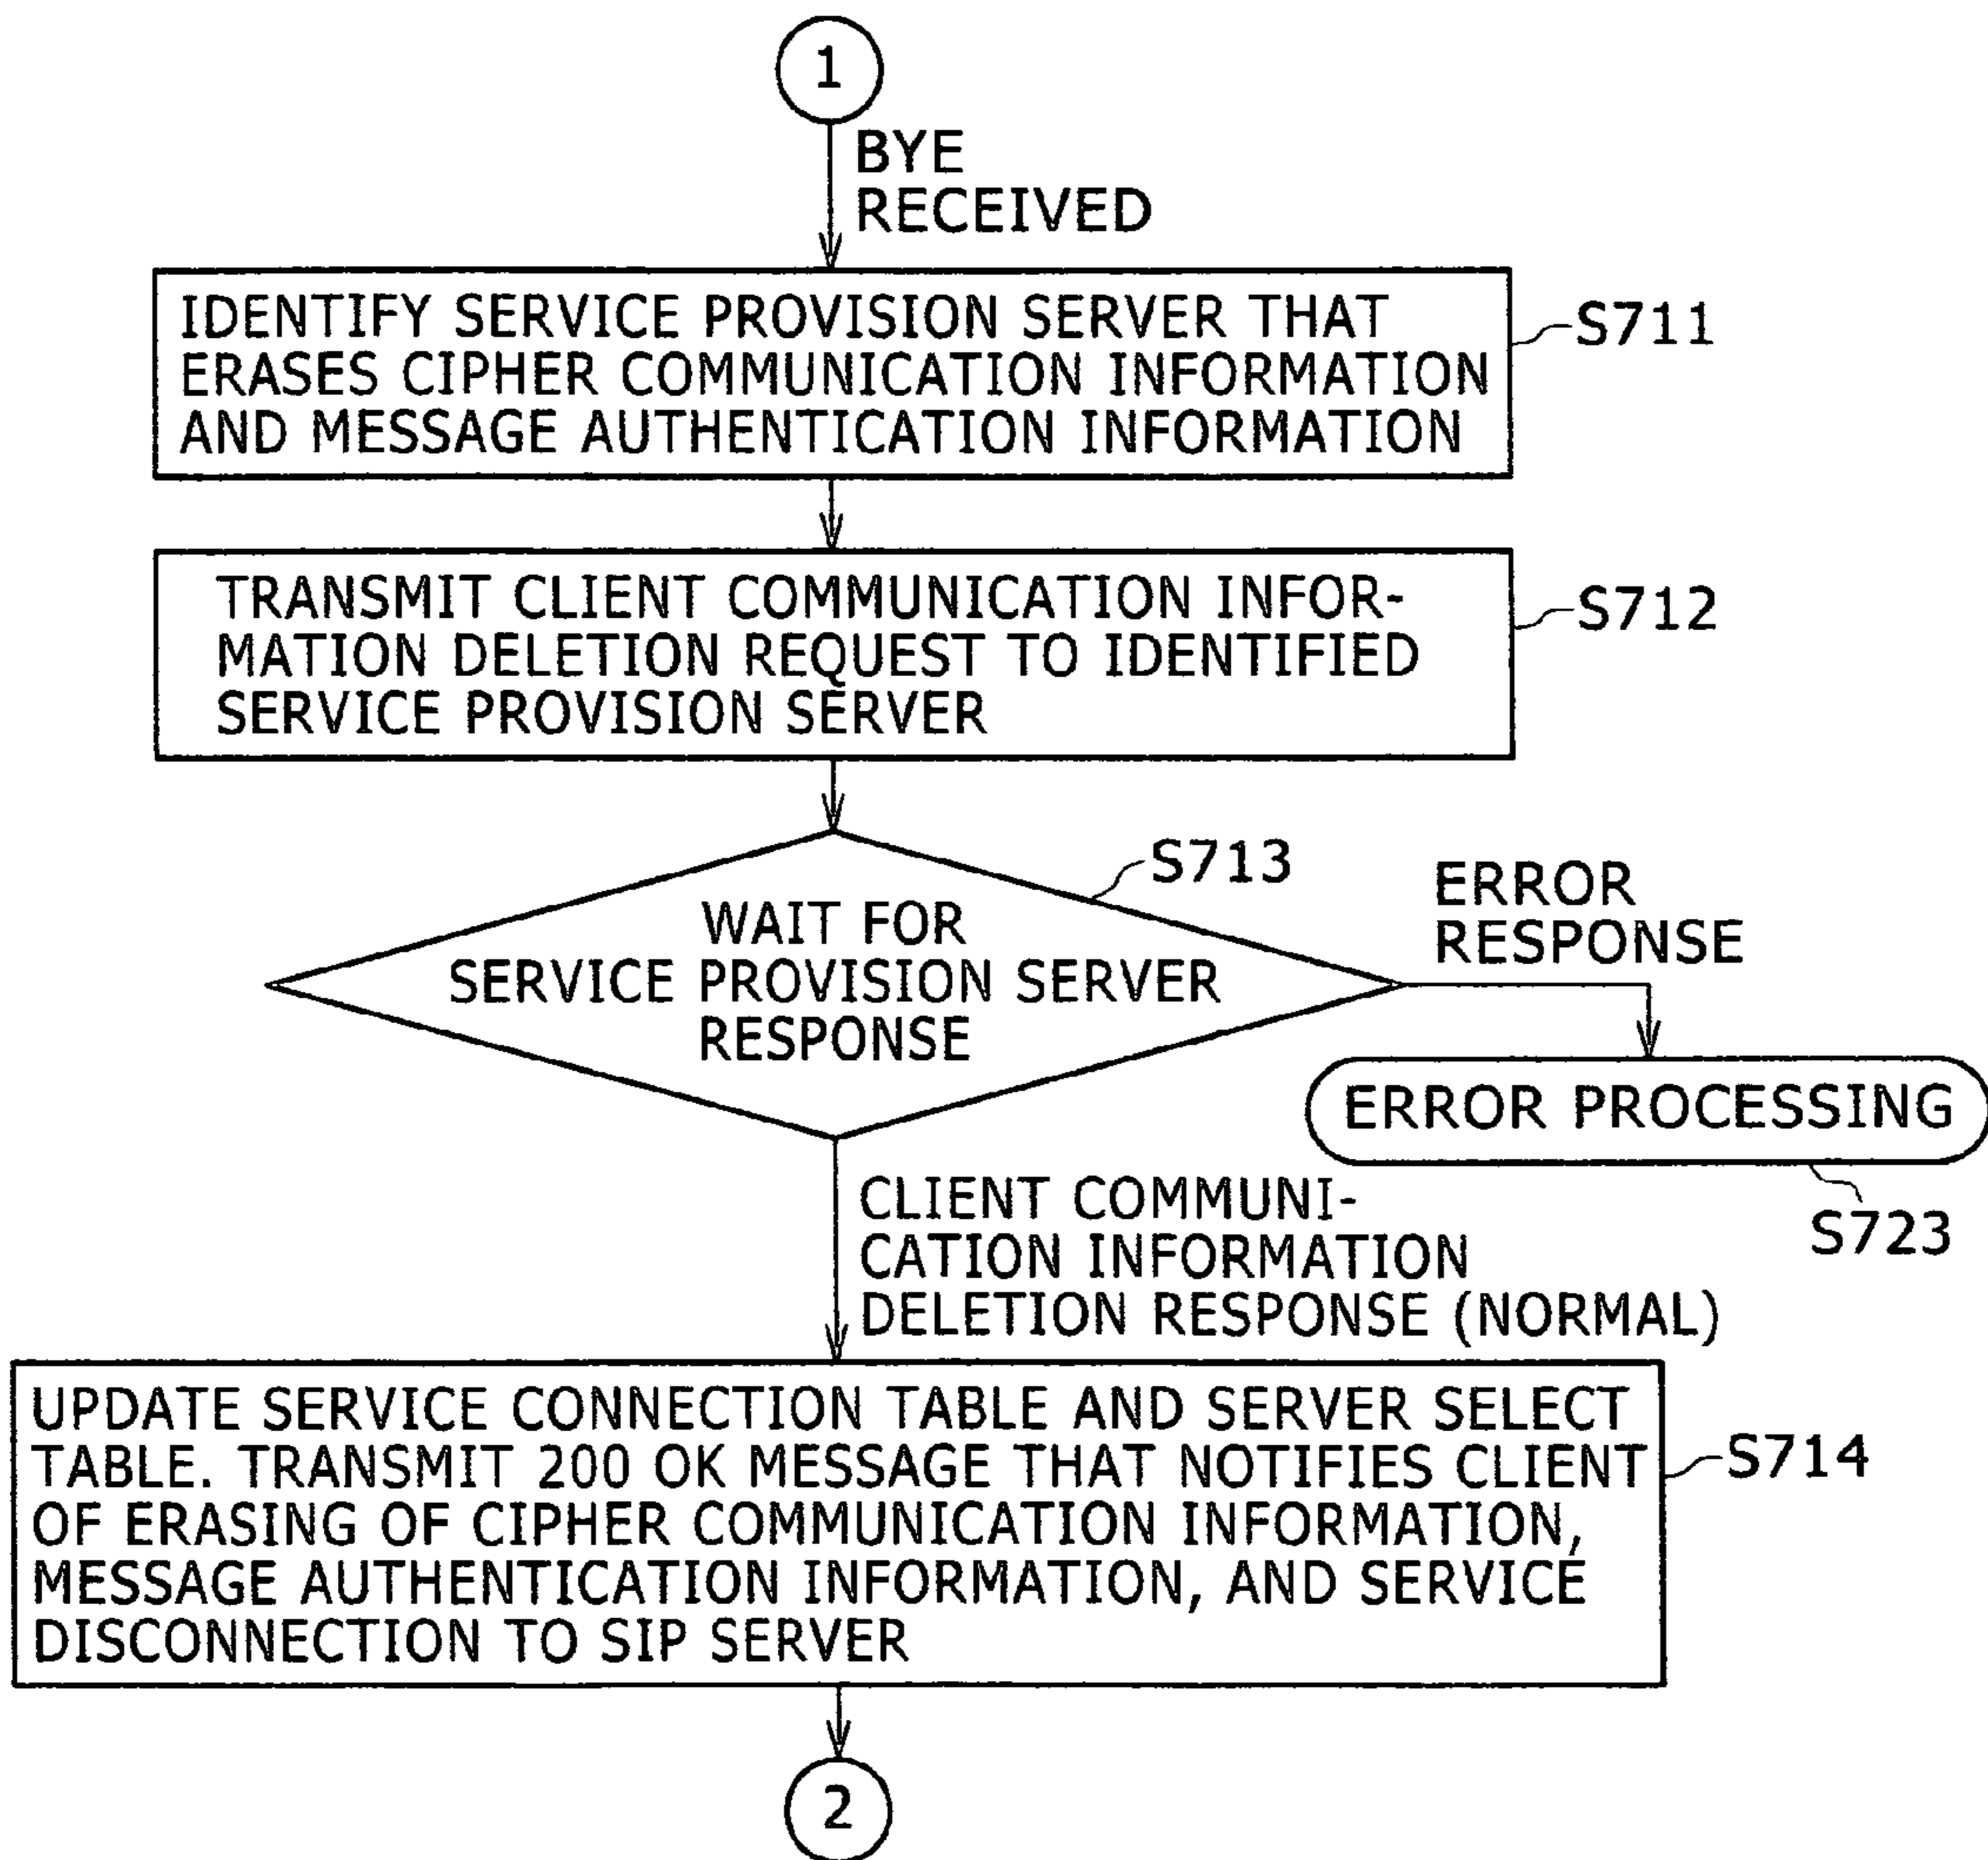 1
BYE
RECEIVED
IDENTIFY SERVICE PROVISION SERVER THAT
ERASES CIPHER COMMUNICATION INFORMATION
AND MESSAGE AUTHENTICATION INFORMATION
S711
TRANSMIT CLIENT COMMUNICATION INFOR-
MATION DELETION REQUEST TO IDENTIFIED
SERVICE PROVISION SERVER
S712
S713
WAIT FOR
SERVICE PROVISION SERVER
RESPONSE
ERROR
RESPONSE
ERROR PROCESSING
S723
CLIENT COMMUNI-
CATION INFORMATION
DELETION RESPONSE (NORMAL)
UPDATE SERVICE CONNECTION TABLE AND SERVER SELECT
TABLE. TRANSMIT 200 OK MESSAGE THAT NOTIFIES CLIENT
OF ERASING OF CIPHER COMMUNICATION INFORMATION,
MESSAGE AUTHENTICATION INFORMATION, AND SERVICE
DISCONNECTION TO SIP SERVER
S714
2